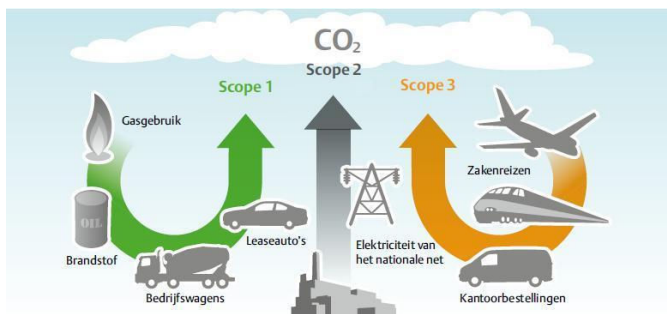 CO₂
Scope 2
Scope 1
Scope 3
Gasgebruik
OIL
Brandstof
Bedrijfswagens
Leaseauto's
Elektriciteit van
het nationale net
Zakenreizen
Kantoorbestellingen